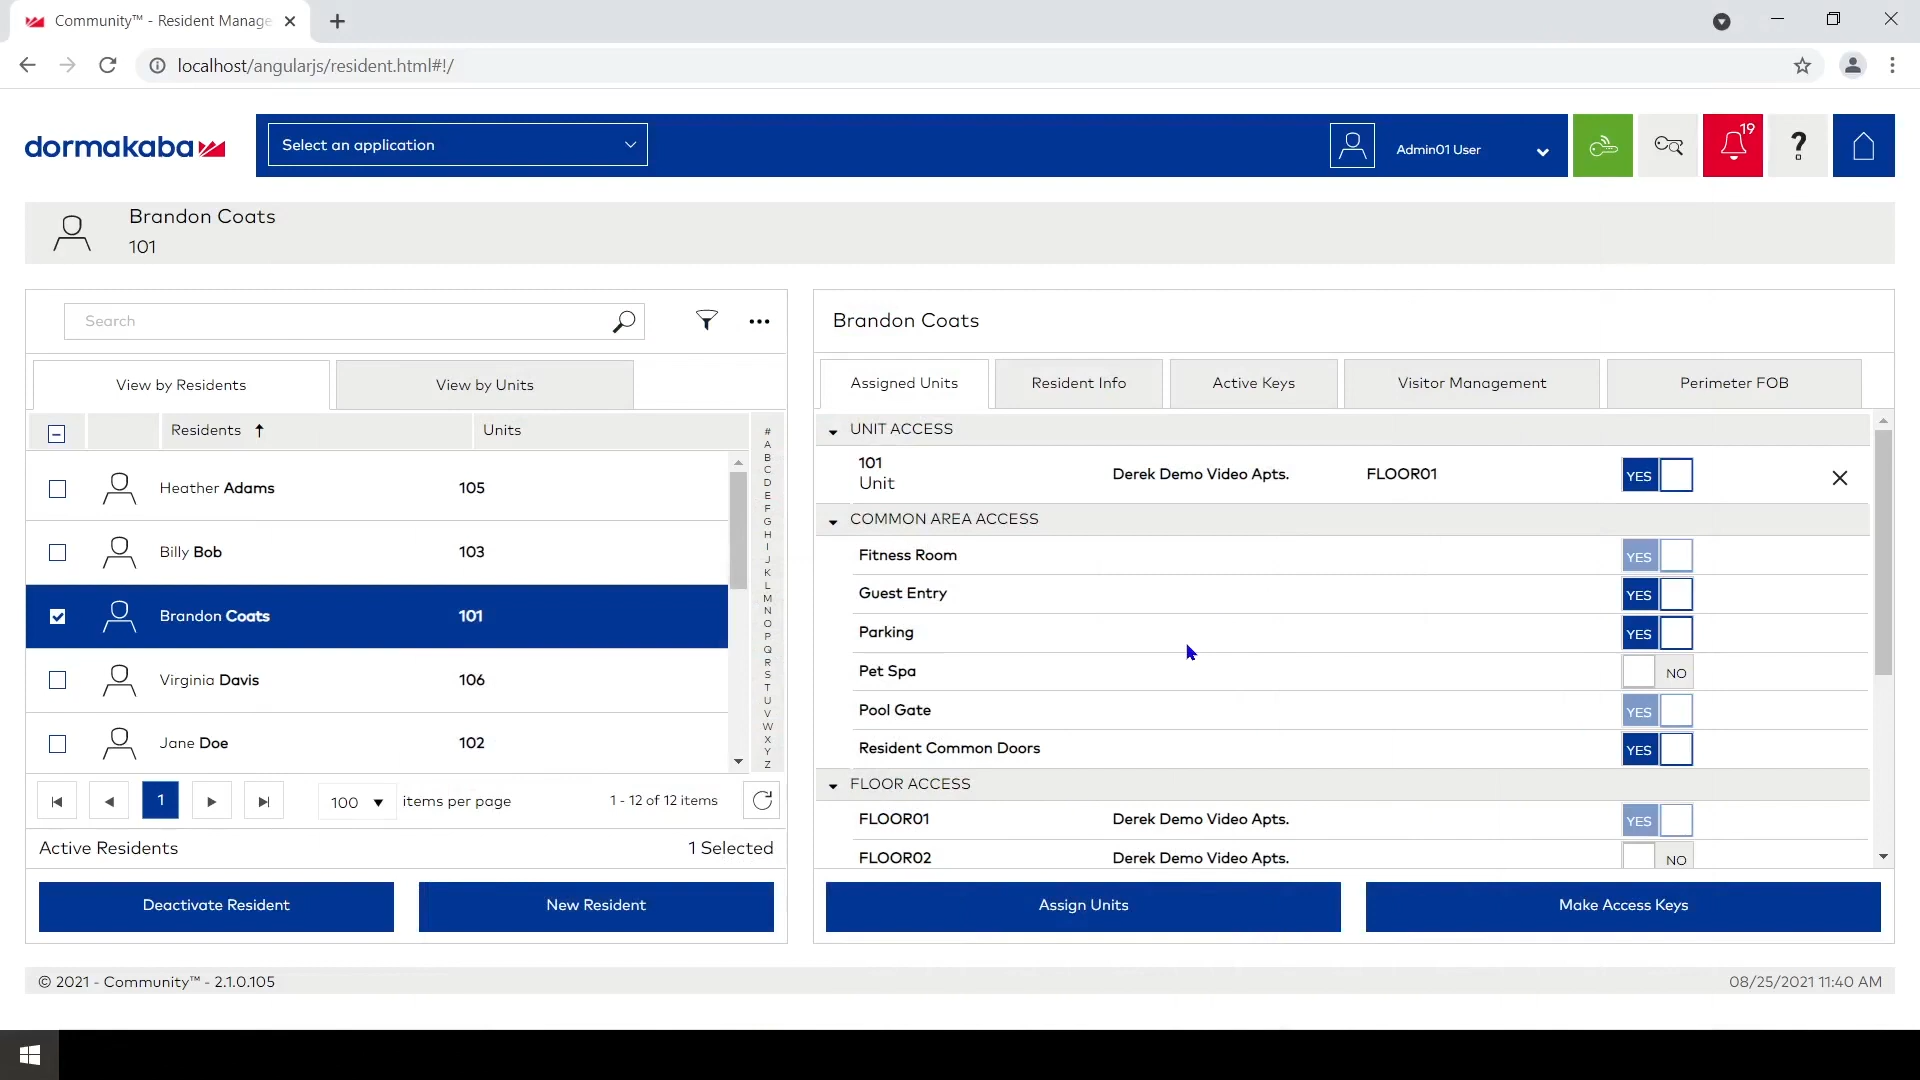 Community™ - Resident Manage
localhost/angularjs/resident.html#!/
dormakaba
Select an application
Admin01 User
19
?
Brandon Coats
101
Search
View by Residents
View by Units
Residents
Units
Heather Adams
105
Billy Bob
103
Brandon Coats
101
Virginia Davis
106
Jane Doe
102
#
A
B
C
D
E
F
G
H
I
J
K
L
M
N
O
P
Q
R
S
T
U
V
W
X
Y
Z
1
100
items per page
1 - 12 of 12 items
Active Residents
1 Selected
Deactivate Resident
New Resident
Brandon Coats
Assigned Units
Resident Info
Active Keys
Visitor Management
Perimeter FOB
UNIT ACCESS
101
Unit
Derek Demo Video Apts.
FLOOR01
YES
COMMON AREA ACCESS
Fitness Room
YES
Guest Entry
YES
Parking
YES
Pet Spa
NO
Pool Gate
YES
Resident Common Doors
YES
FLOOR ACCESS
FLOOR01
Derek Demo Video Apts.
YES
FLOOR02
Derek Demo Video Apts.
NO
Assign Units
Make Access Keys
© 2021 - Community™ - 2.1.0.105
08/25/2021 11:40 AM